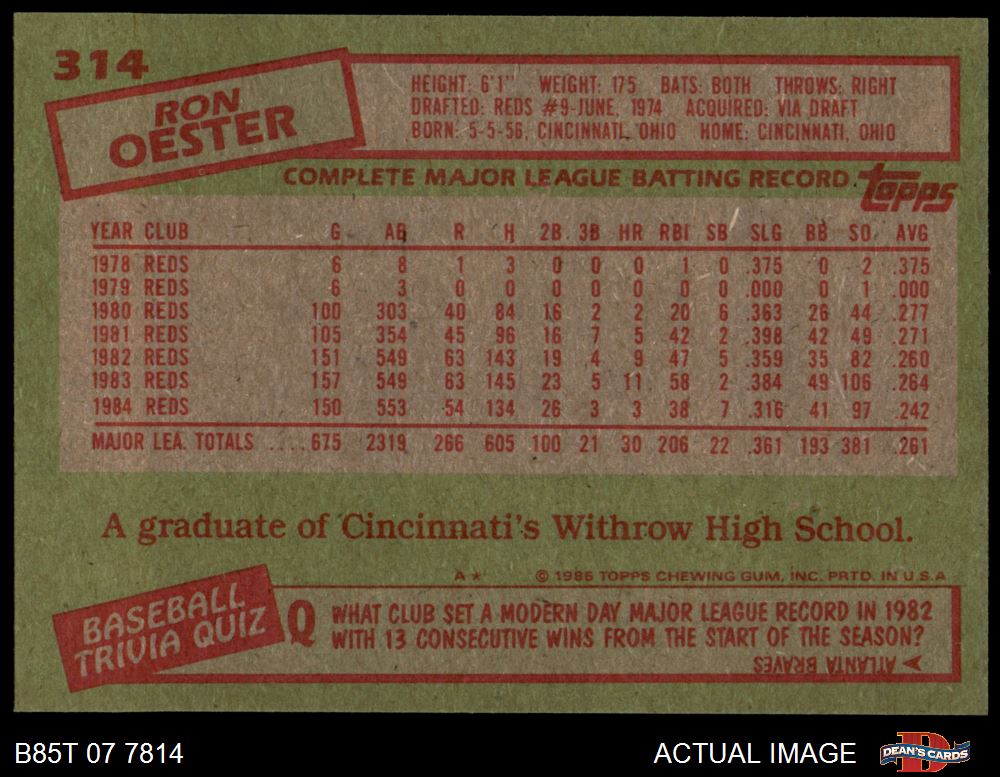 314
RON
OESTER
HEIGHT: 6'1" WEIGHT: 175 BATS: BOTH THROWS: RIGHT
DRAFTED: REDS #9-JUNE, 1974 ACQUIRED: VIA DRAFT
BORN: 5-5-56, CINCINNATI, OHIO HOME: CINCINNATI, OHIO
COMPLETE MAJOR LEAGUE BATTING RECORD.
topps
YEAR CLUB G AB R H 2B 3B HR RBI SB SLG BB SO AVG
1978 REDS 6 8 1 3 0 0 0 1 0 .375 0 2 .375
1979 REDS 6 3 0 0 0 0 0 0 0 .000 0 1 .000
1980 REDS 100 303 40 84 16 2 2 20 6 .363 26 44 .277
1981 REDS 105 354 45 96 16 7 5 42 2 .398 42 49 .271
1982 REDS 151 549 63 143 19 4 9 47 5 .359 35 82 .260
1983 REDS 157 549 63 145 23 5 11 58 2 .384 49 106 .264
1984 REDS 150 553 54 134 26 3 3 38 7 .316 41 97 .242
MAJOR LEA. TOTALS ....675 2319 266 605 100 21 30 206 22 .361 193 381 .261
A graduate of Cincinnati's Withrow High School.
A* © 1985 TOPPS CHEWING GUM, INC. PRTD. IN U.S.A
BASEBALL
TRIVIA QUIZ
Q WHAT CLUB SET A MODERN DAY MAJOR LEAGUE RECORD IN 1982
WITH 13 CONSECUTIVE WINS FROM THE START OF THE SEASON?
ATLANTA BRAVES
B85T 07 7814
ACTUAL IMAGE
D
DEAN'S CARDS